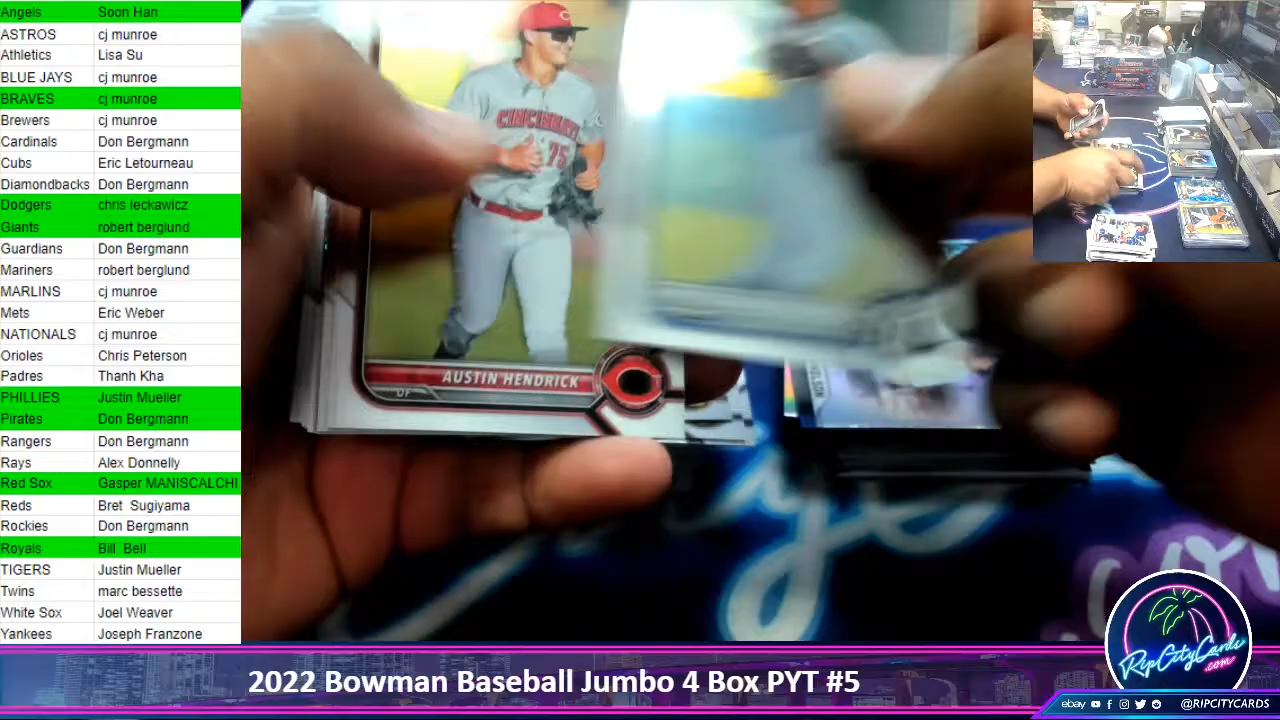 Angels Soon Han
ASTROS cj munroe
Athletics Lisa Su
BLUE JAYS cj munroe
BRAVES cj munroe
Brewers cj munroe
Cardinals Don Bergmann
Cubs Eric Letourneau
Diamondbacks Don Bergmann
Dodgers chris leckawicz
Giants robert berglund
Guardians Don Bergmann
Mariners robert berglund
MARLINS cj munroe
Mets Eric Weber
NATIONALS cj munroe
Orioles Chris Peterson
Padres Thanh Kha
PHILLIES Justin Mueller
Pirates Don Bergmann
Rangers Don Bergmann
Rays Alex Donnelly
Red Sox Gasper MANISCALCHI
Reds Bret Sugiyama
Rockies Don Bergmann
Royals Bill Bell
TIGERS Justin Mueller
Twins marc bessette
White Sox Joel Weaver
Yankees Joseph Franzone
CINCINNATI
75
AUSTIN HENDRICK
OF
RipCityCards
.com
2022 Bowman Baseball Jumbo 4 Box PYT #5
ebay @RIPCITYCARDS